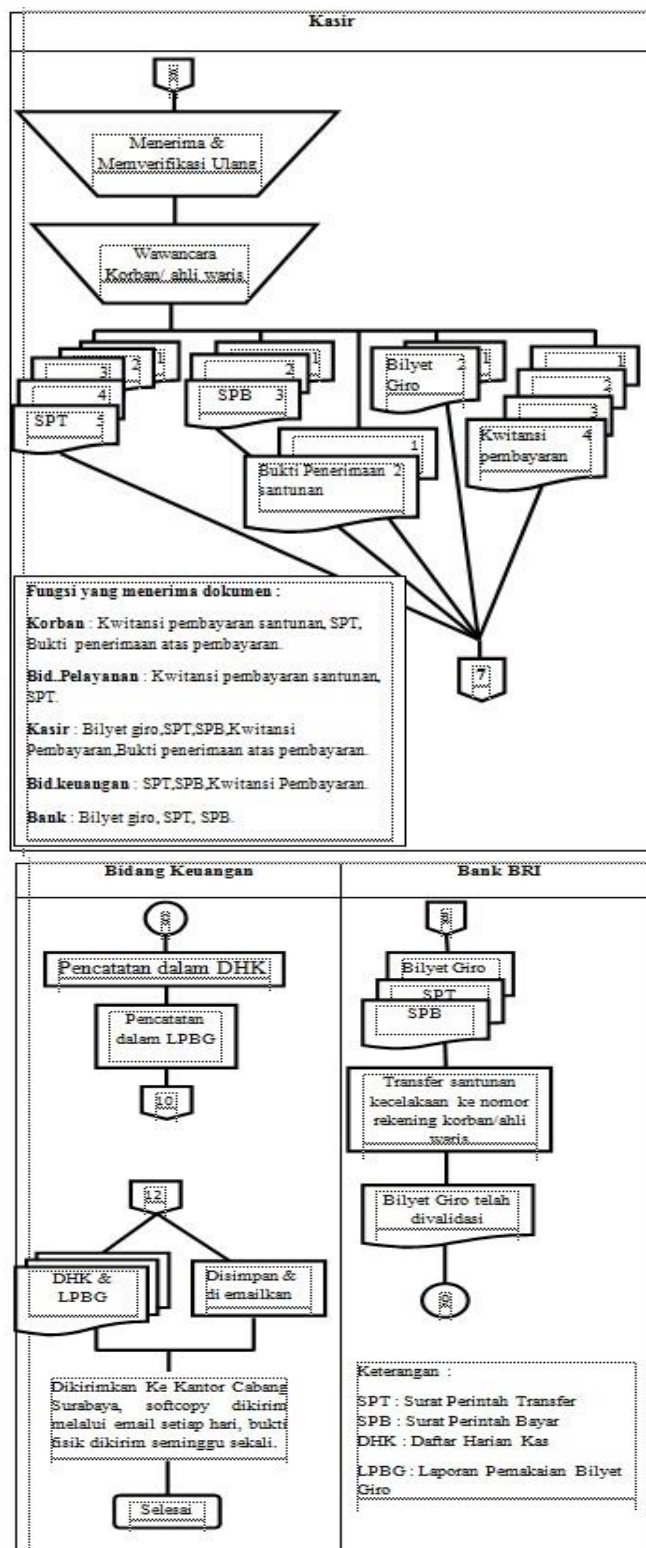 Kasir
Menerima &
Memverifikasi Ulang
Wawancara
Korban/ ahli waris
1
2
3
4
SPT 5
1
2
SPB 3
1
Bilyet 2
Giro
1
2
3
Kwitansi 4
pembayaran
1
Bukti Penerimaan 2
santunan
Fungsi yang menerima dokumen :
Korban : Kwitansi pembayaran santunan, SPT,
Bukti penerimaan atas pembayaran.
Bid..Pelayanan : Kwitansi pembayaran santunan,
SPT.
Kasir : Bilyet giro,SPT,SPB,Kwitansi
Pembayaran,Bukti penerimaan atas pembayaran.
Bid.keuangan : SPT,SPB,Kwitansi Pembayaran.
Bank : Bilyet giro, SPT, SPB.
7
Bidang Keuangan
Pencatatan dalam DHK
Pencatatan
dalam LPBG
10
12
DHK &
LPBG
Disimpan &
di emailkan
Dikirimkan Ke Kantor Cabang
Surabaya, softcopy dikirim
melalui email setiap hari, bukti
fisik dikirim seminggu sekali.
Selesai
Bank BRI
Bilyet Giro
SPT
SPB
Transfer santunan
kecelakaan ke nomor
rekening korban/ahli
waris
Bilyet Giro telah
divalidasi
9
Keterangan :
SPT : Surat Perintah Transfer
SPB : Surat Perintah Bayar
DHK : Daftar Harian Kas
LPBG : Laporan Pemakaian Bilyet
Giro